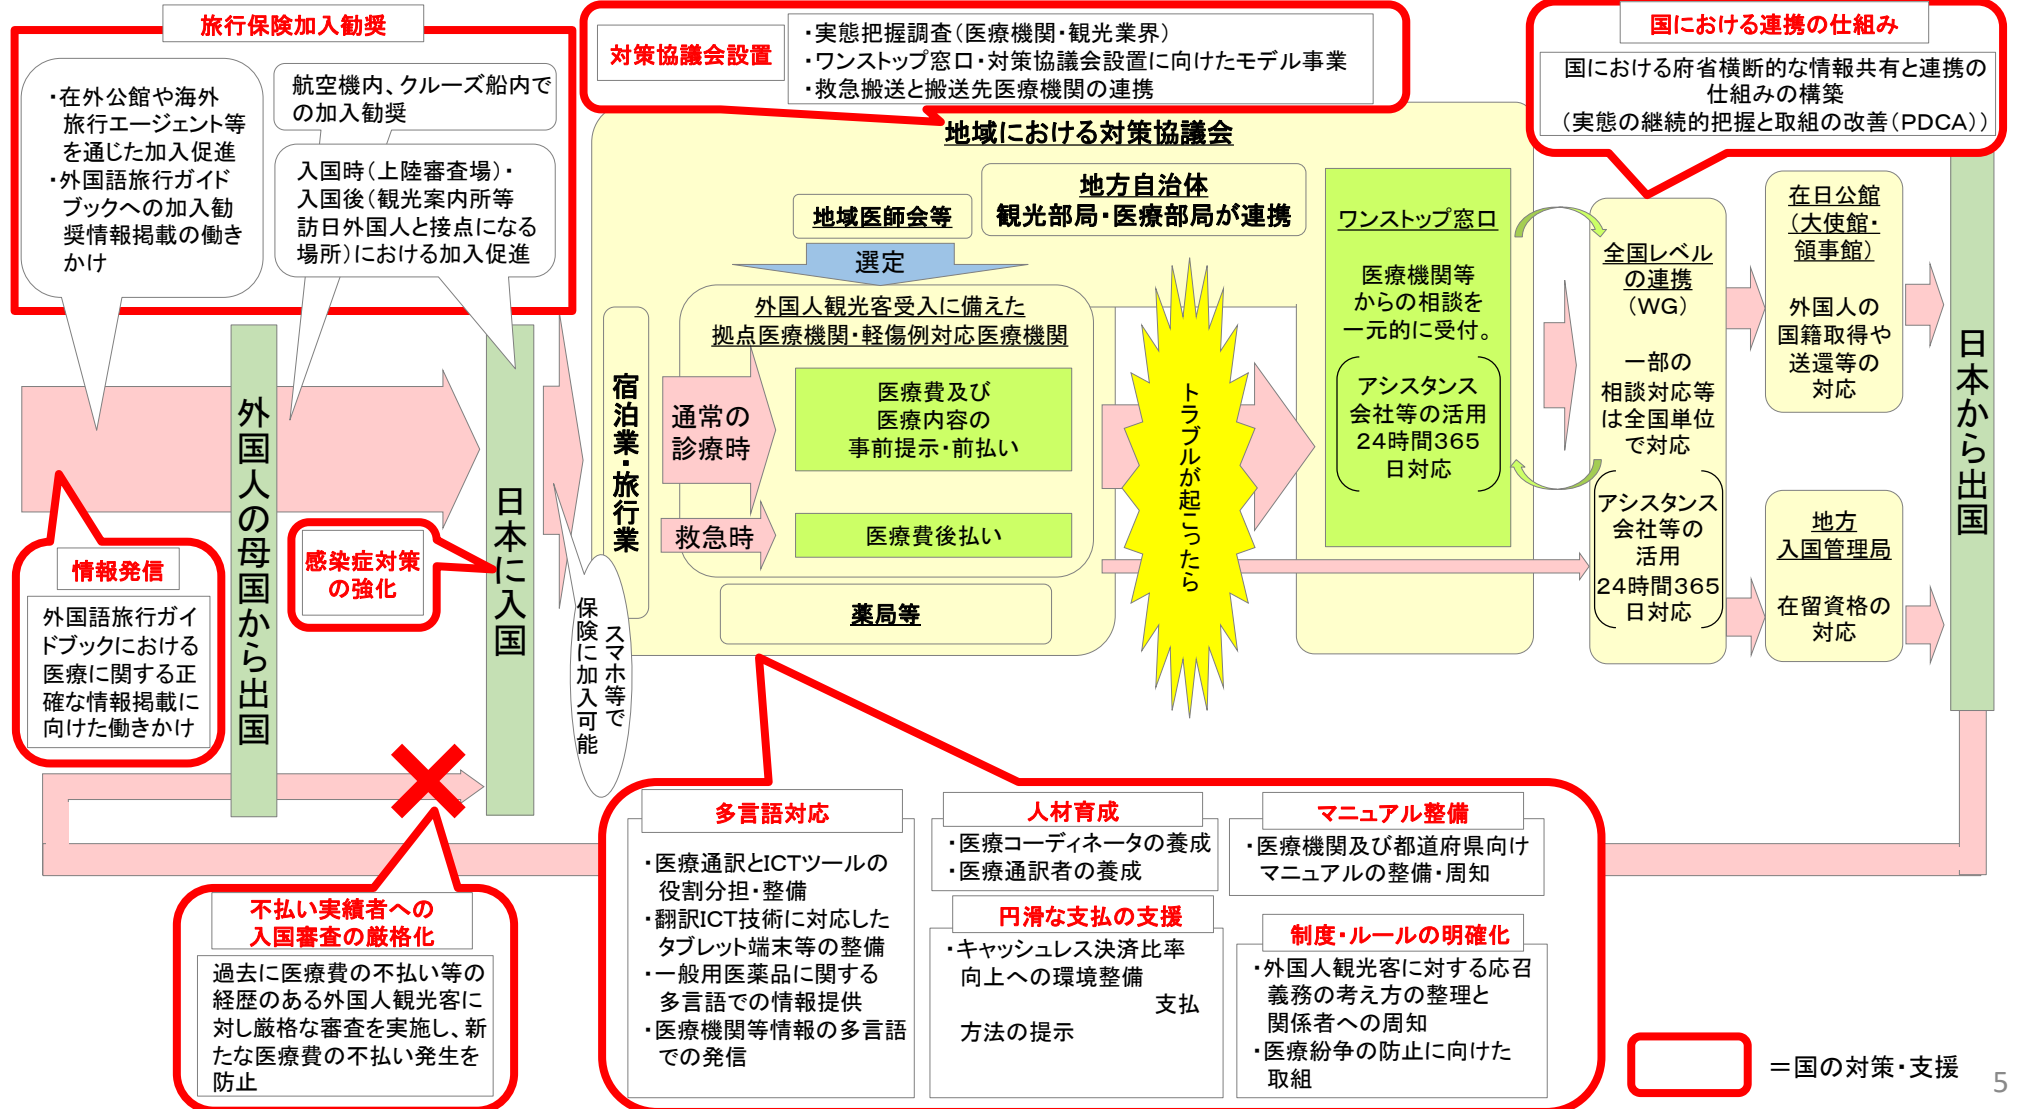 旅行保険加入勧奨
・在外公館や海外
旅行エージェント等
を通じた加入促進
・外国語旅行ガイド
ブックへの加入勧
奨情報掲載の働き
かけ
航空機内、クルーズ船内で
の加入勧奨
入国時（上陸審査場）・
入国後（観光案内所等
訪日外国人と接点になる
場所）における加入促進
対策協議会設置
・実態把握調査（医療機関・観光業界）
・ワンストップ窓口・対策協議会設置に向けたモデル事業
・救急搬送と搬送先医療機関の連携
国における連携の仕組み
国における府省横断的な情報共有と連携の
仕組みの構築
（実態の継続的把握と取組の改善（PDCA））
地域における対策協議会
地域医師会等
地方自治体
観光部局・医療部局が連携
選定
外国人観光客受入に備えた
拠点医療機関・軽傷例対応医療機関
宿泊業・旅行業
通常の
診療時
医療費及び
医療内容の
事前提示・前払い
救急時
医療費後払い
薬局等
トラブルが起こったら
ワンストップ窓口
医療機関等
からの相談を
一元的に受付。
アシスタンス
会社等の活用
24時間365
日対応
全国レベル
の連携
（WG）
一部の
相談対応等
は全国単位
で対応
アシスタンス
会社等の
活用
24時間365
日対応
在日公館
（大使館・
領事館）
外国人の
国籍取得や
送還等の
対応
地方
入国管理局
在留資格の
対応
日本から出国
外国人の母国から出国
日本に入国
スマホ等で
保険に加入可能
情報発信
外国語旅行ガイ
ドブックにおける
医療に関する正
確な情報掲載に
向けた働きかけ
感染症対策
の強化
不払い実績者への
入国審査の厳格化
過去に医療費の不払い等の
経歴のある外国人観光客に
対し厳格な審査を実施し、新
たな医療費の不払い発生を
防止
多言語対応
・医療通訳とICTツールの
役割分担・整備
・翻訳ICT技術に対応した
タブレット端末等の整備
・一般用医薬品に関する
多言語での情報提供
・医療機関等情報の多言語
での発信
人材育成
・医療コーディネータの養成
・医療通訳者の養成
円滑な支払の支援
・キャッシュレス決済比率
向上への環境整備
支払
方法の提示
マニュアル整備
・医療機関及び都道府県向け
マニュアルの整備・周知
制度・ルールの明確化
・外国人観光客に対する応召
義務の考え方の整理と
関係者への周知
・医療紛争の防止に向けた
取組
＝国の対策・支援
5